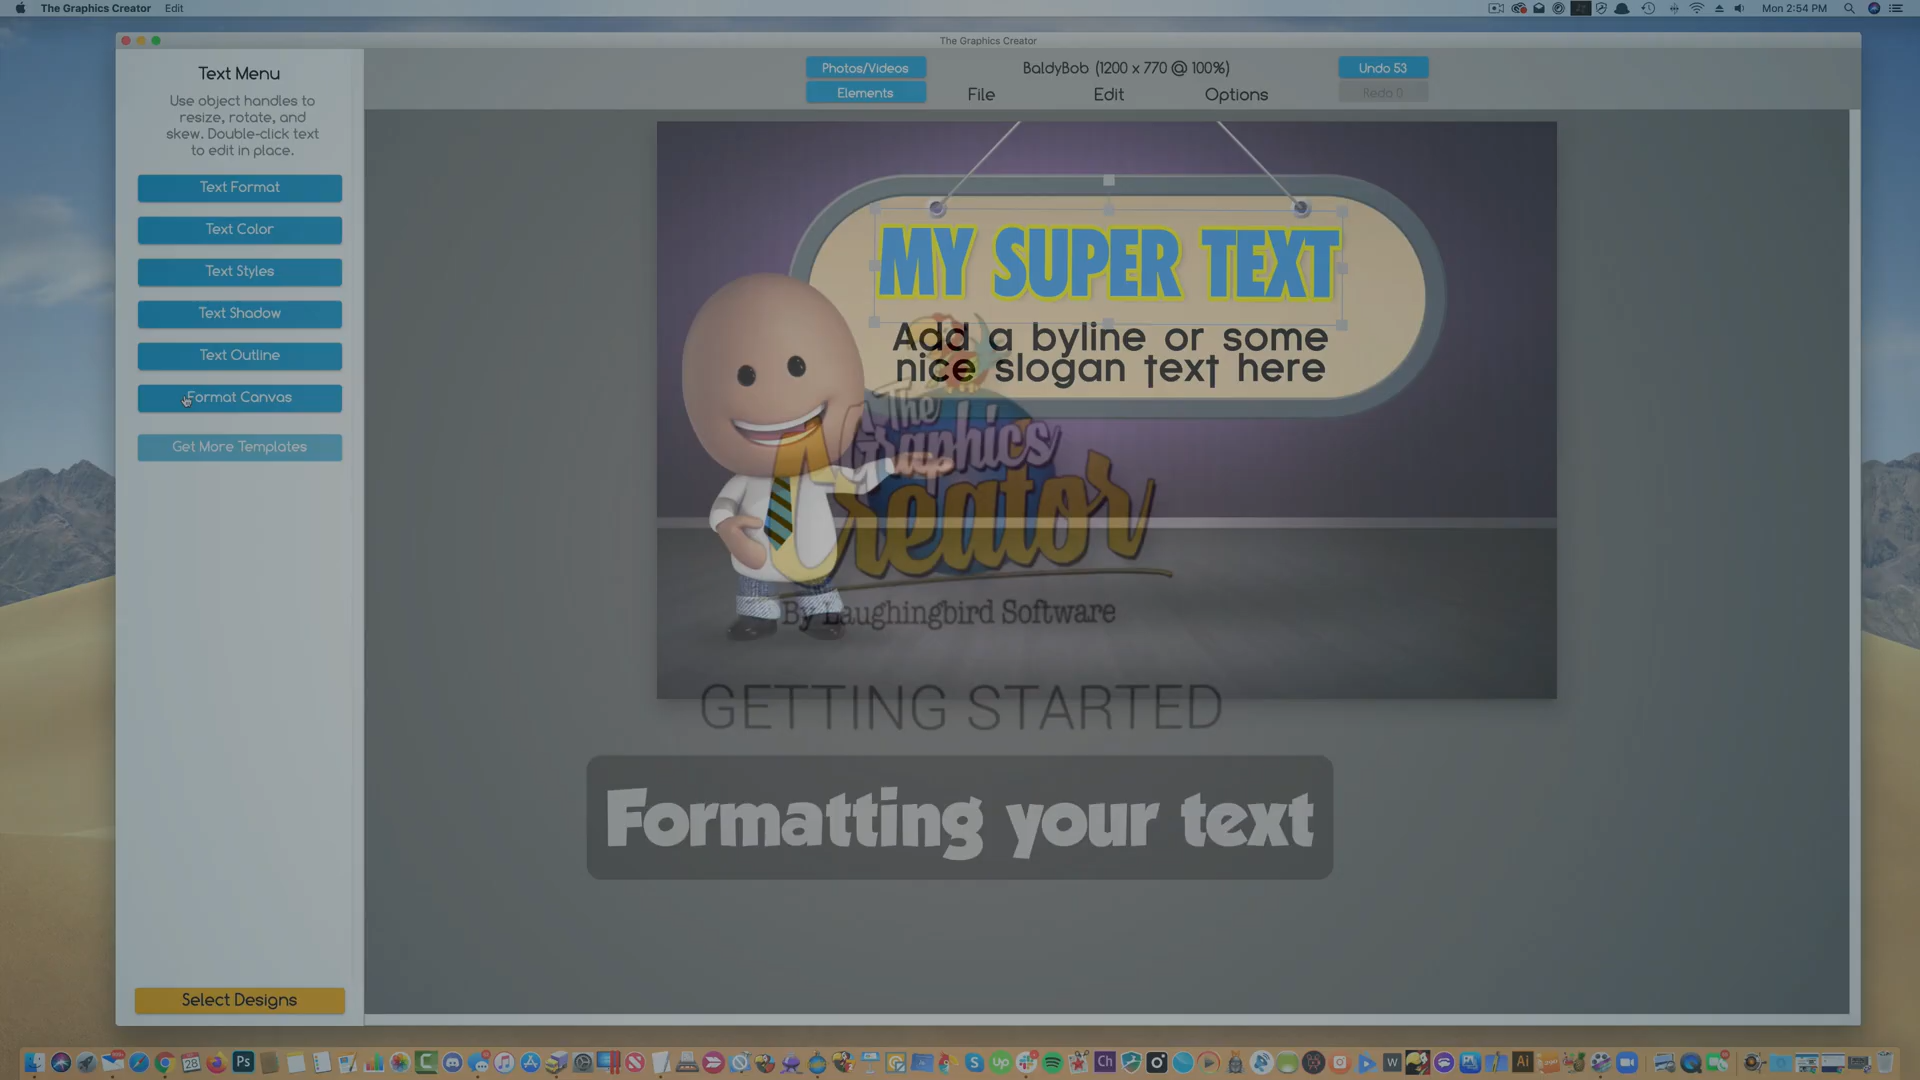 The Graphics Creator Edit
Mon 2:54 PM
The Graphics Creator
Text Menu
Use object handles to
resize, rotate, and
skew. Double-click text
to edit in place.
Text Format
Text Color
Text Styles
Text Shadow
Text Outline
Format Canvas
Get More Templates
Select Designs
Photos/Videos
Elements
BaldyBob (1200 x 770 @ 100%)
File Edit Options
Undo 53
Redo 0
MY SUPER TEXT
Add a byline or some
nice slogan text here
The
Graphics
Creator
By Laughingbird Software
GETTING STARTED
Formatting your text